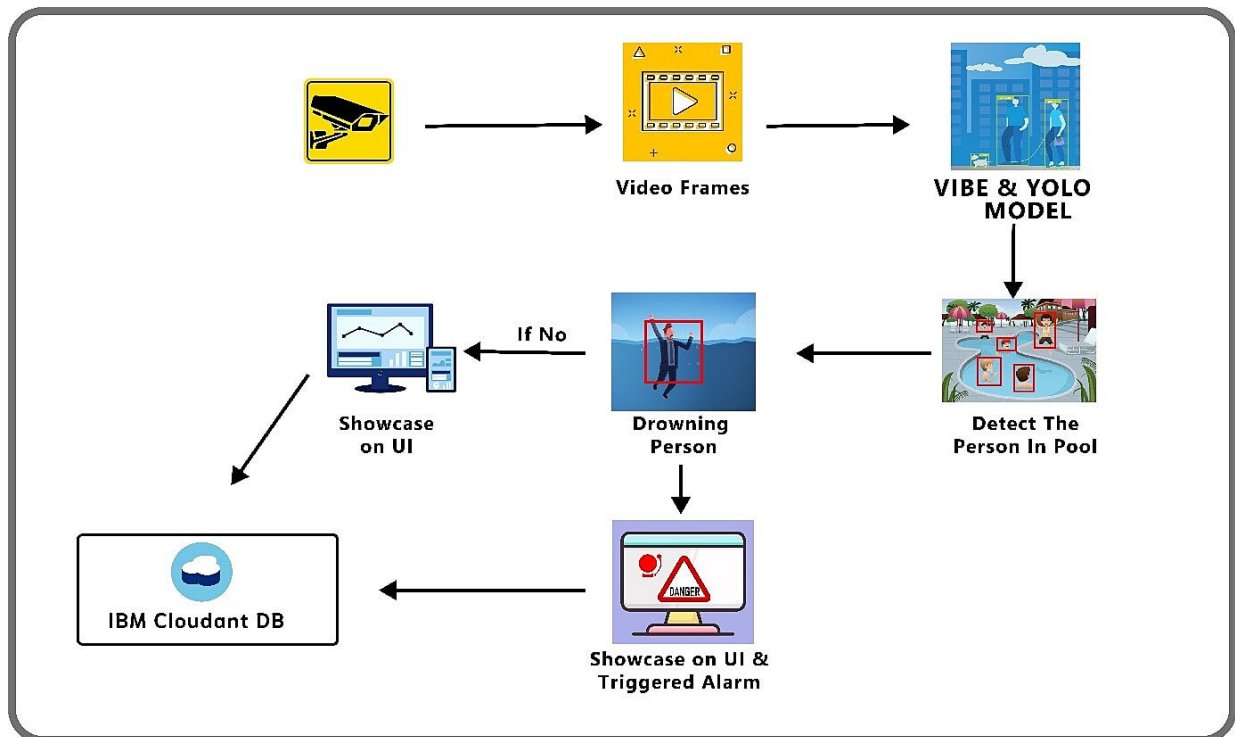 Video Frames
VIBE & YOLO
MODEL
If No
Showcase
on UI
Drowning
Person
Detect The
Person In Pool
DANGER
IBM Cloudant DB
Showcase on UI &
Triggered Alarm